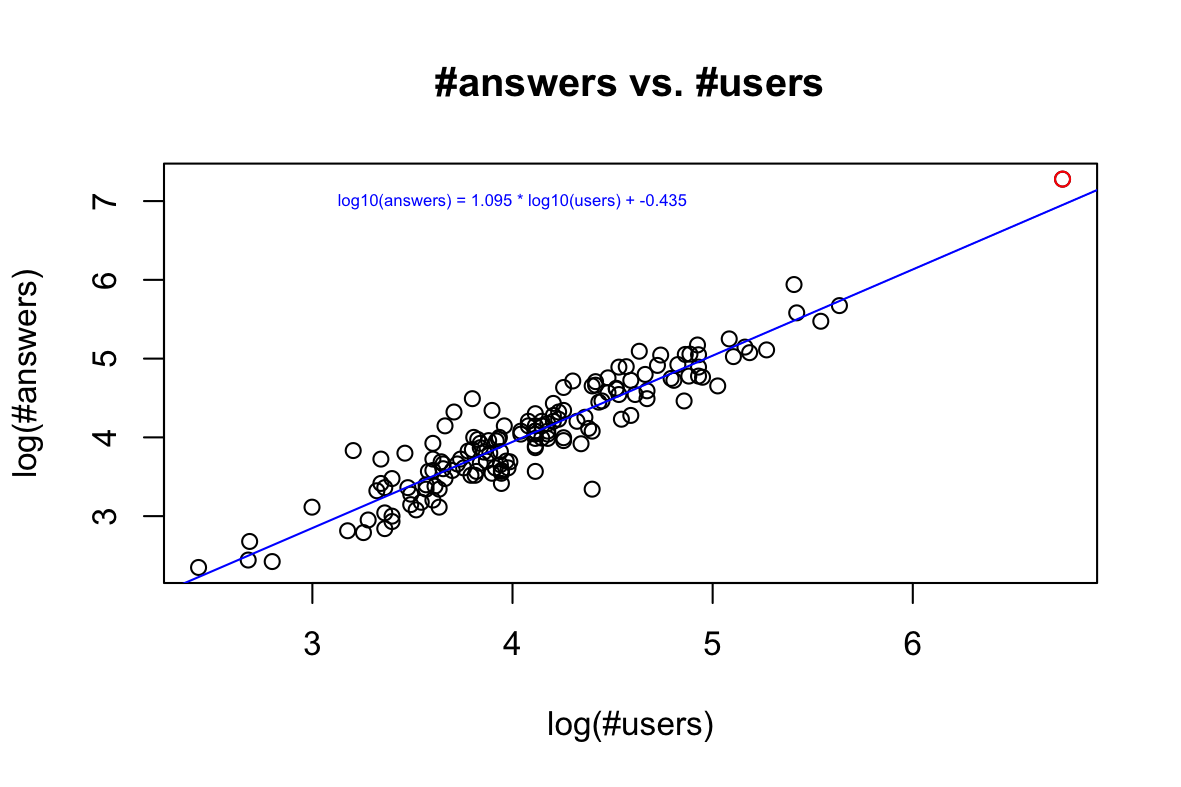 #answers vs. #users
log10(answers) = 1.095 * log10(users) + -0.435
7
6
5
4
3
log(#answers)
3 4 5 6
log(#users)